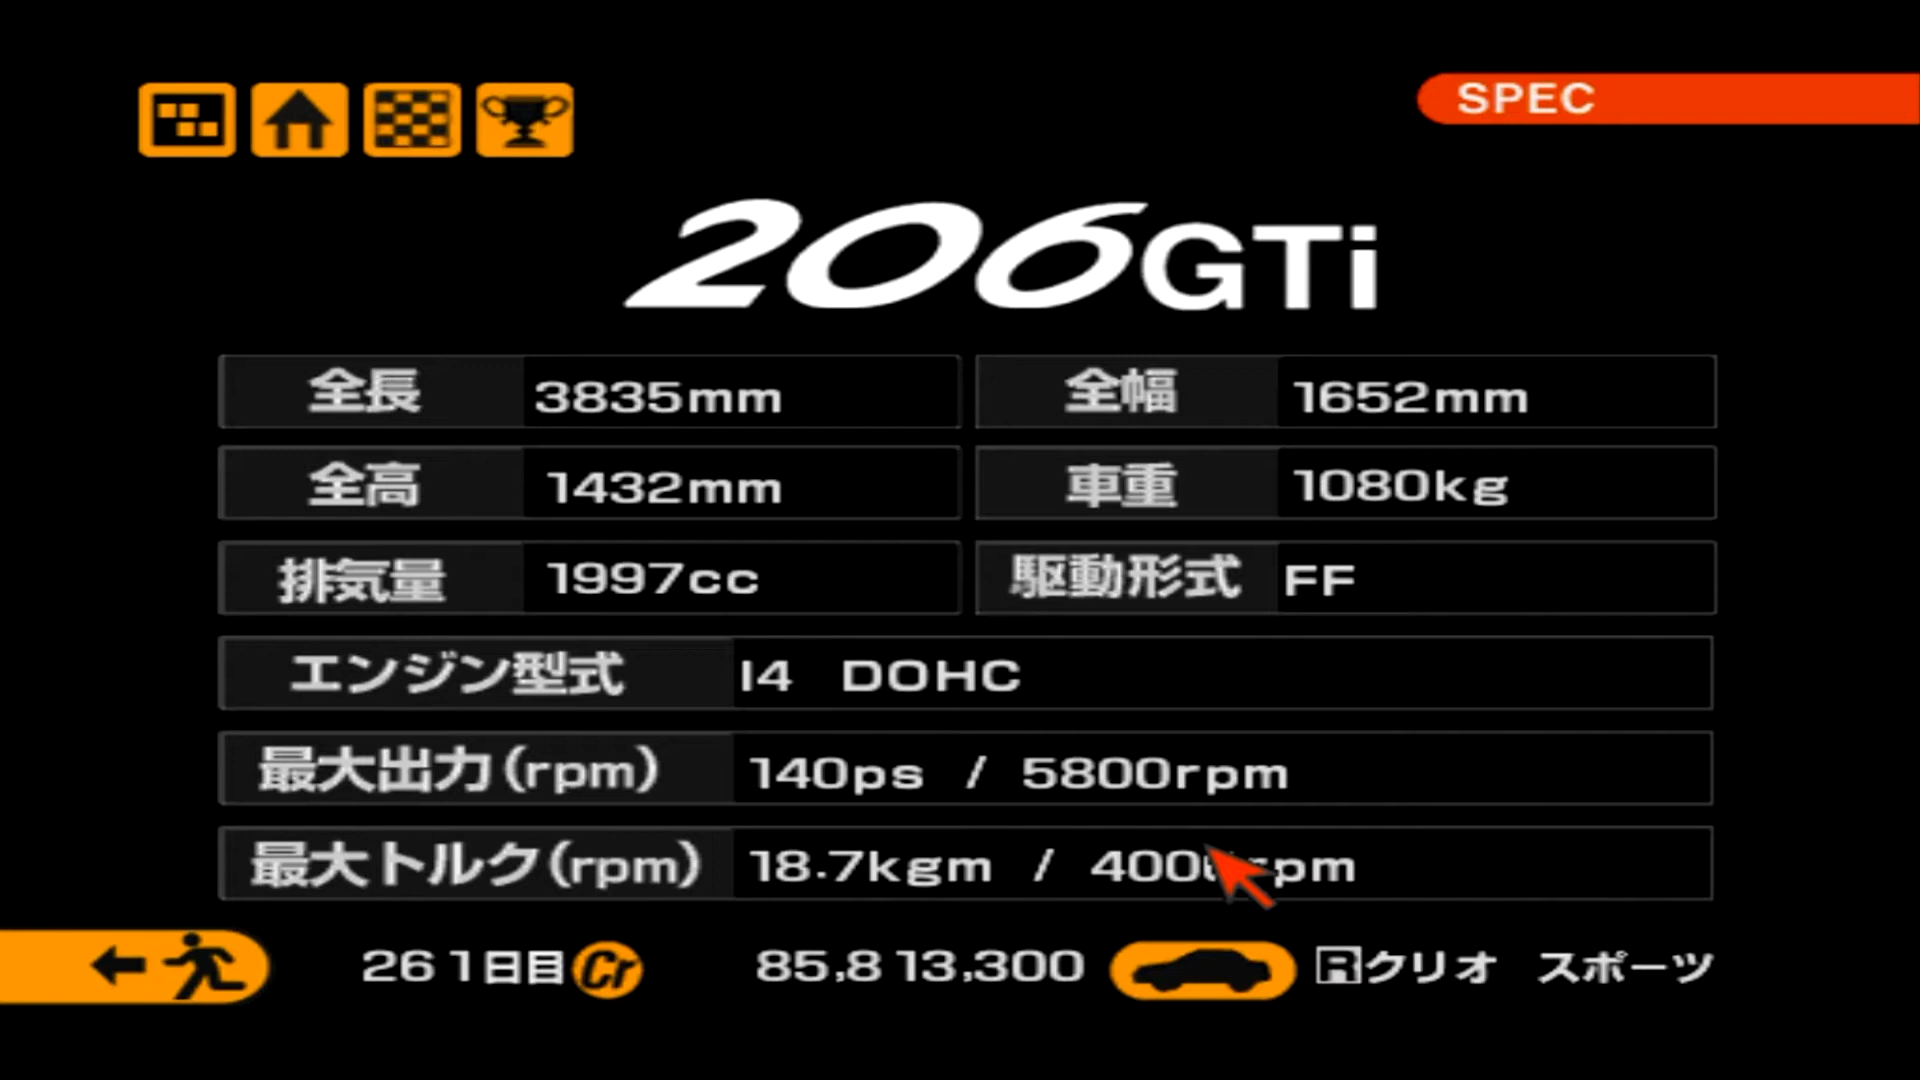 SPEC
206GTi
全長 3835mm 全幅 1652mm
全高 1432mm 車重 1080kg
排気量 1997cc 駆動形式 FF
エンジン型式 I4 DOHC
最大出力(rpm) 140ps / 5800rpm
最大トルク(rpm) 18.7kgm / 4000rpm
261日目 Cr 85,813,300 Rクリオ スポーツ